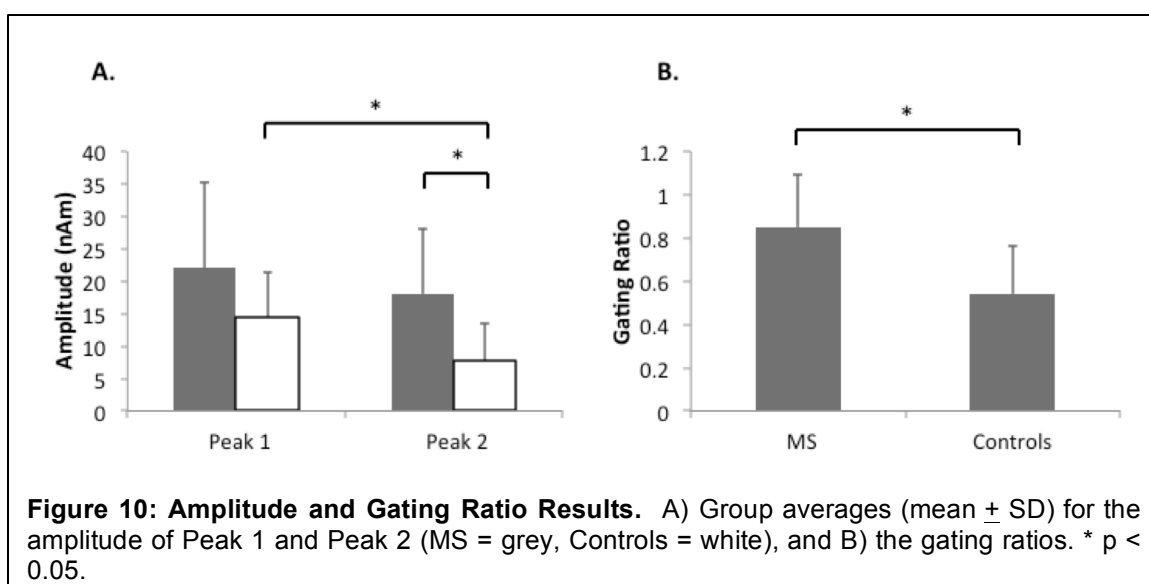 A.
B.
*
*
*
Amplitude (nAm)
40
35
30
25
20
15
10
5
0
Peak 1
Peak 2
Gating Ratio
1.2
1
0.8
0.6
0.4
0.2
0
MS
Controls
Figure 10: Amplitude and Gating Ratio Results. A) Group averages (mean + SD) for the
amplitude of Peak 1 and Peak 2 (MS = grey, Controls = white), and B) the gating ratios. * p <
0.05.